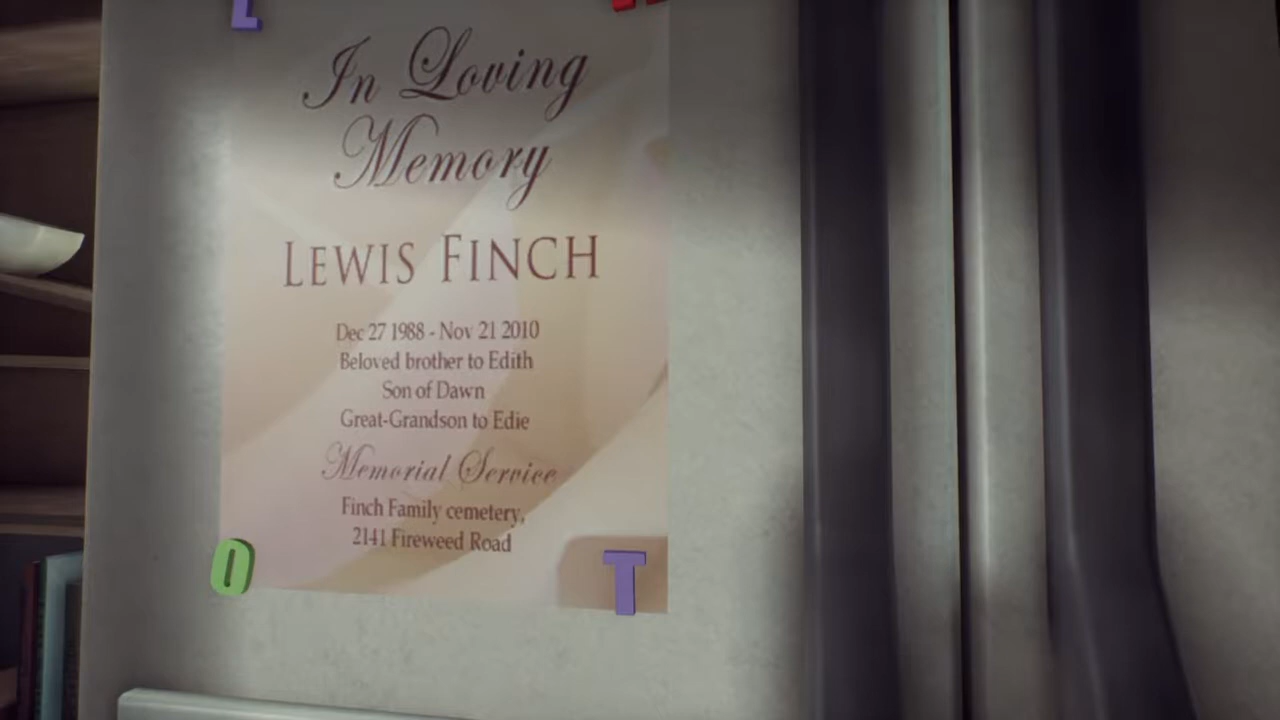 In Loving
Memory
LEWIS FINCH
Dec 27 1988 - Nov 21 2010
Beloved brother to Edith
Son of Dawn
Great-Grandson to Edie
Memorial Service
Finch Family cemetery,
2141 Fireweed Road
O T